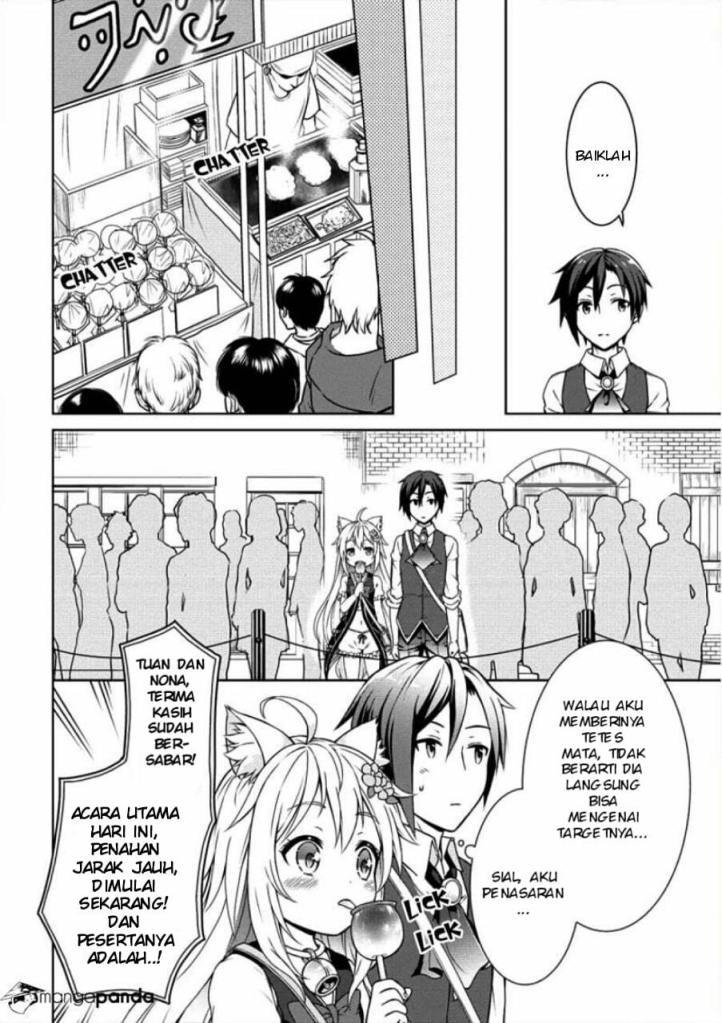 BAIKLAH
...
CHATTER
CHATTER
WALAU AKU
MEMBERINYA
TETES
MATA, TIDAK
BERARTI DIA
LANGSUNG
BISA
MENGENAI
TARGETNYA...
SIAL, AKU
PENASARAN
...
TUAN DAN
NONA,
TERIMA
KASIH
SUDAH
BER-
SABAR!
ACARA UTAMA
HARI INI,
PENAHAN
JARAK JAUH,
DIMULAI
SEKARANG!
DAN
PESERTANYA
ADALAH..!
LICK
LICK
mangapanda